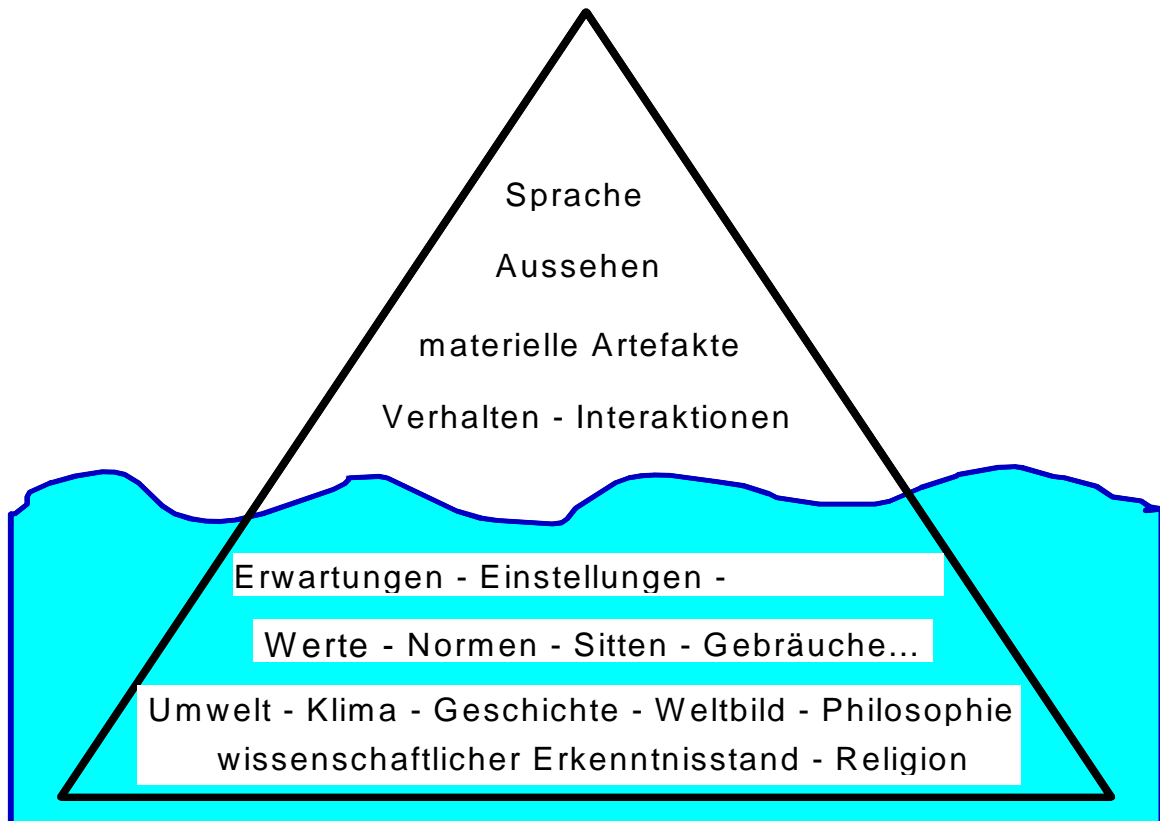 Sprache
Aussehen
materielle Artefakte
Verhalten - Interaktionen
Erwartungen - Einstellungen -
Werte - Normen - Sitten - Gebräuche...
Umwelt - Klima - Geschichte - Weltbild - Philosophie
wissenschaftlicher Erkenntnisstand - Religion